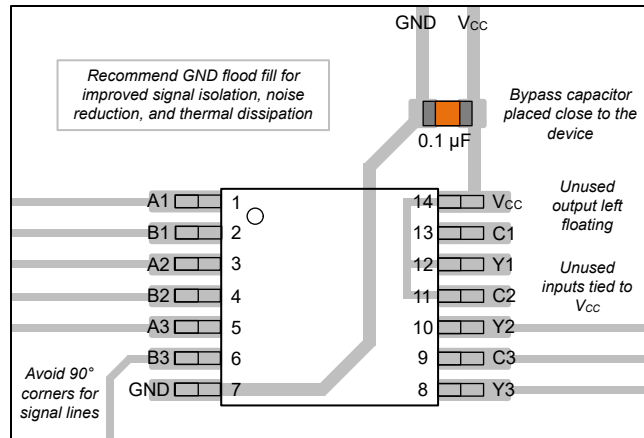 GND VCC
Recommend GND flood fill for
improved signal isolation, noise
reduction, and thermal dissipation
Bypass capacitor
placed close to the
device
0.1 µF
A1 1 14 VCC
B1 2 13 C1
A2 3 12 Y1
B2 4 11 C2
A3 5 10 Y2
B3 6 9 C3
GND 7 8 Y3
Unused
output left
floating
Unused
inputs tied to
VCC
Avoid 90°
corners for
signal lines